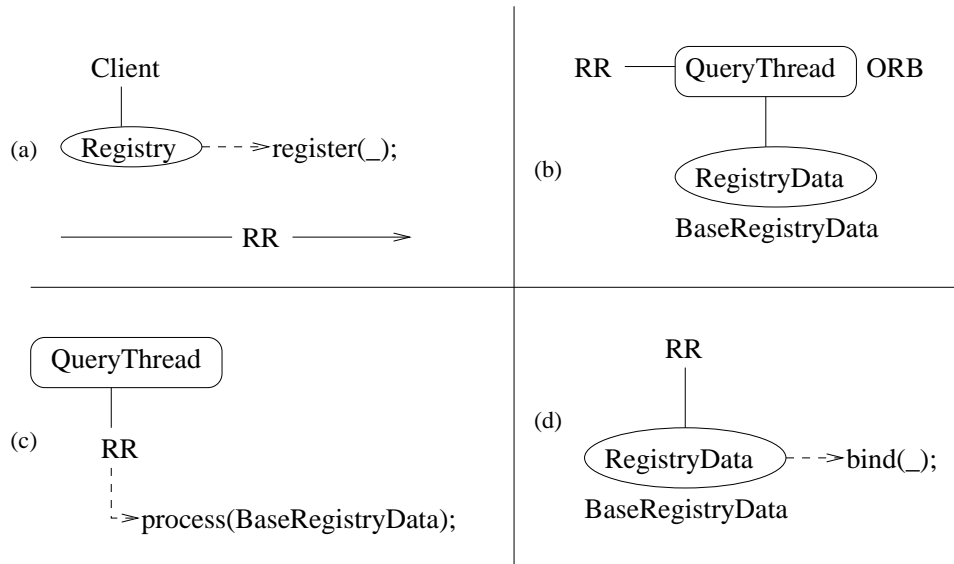 Client
(a)
Registry
register(_);
RR
RR
QueryThread
ORB
(b)
RegistryData
BaseRegistryData
QueryThread
(c)
RR
process(BaseRegistryData);
RR
(d)
RegistryData
bind(_);
BaseRegistryData